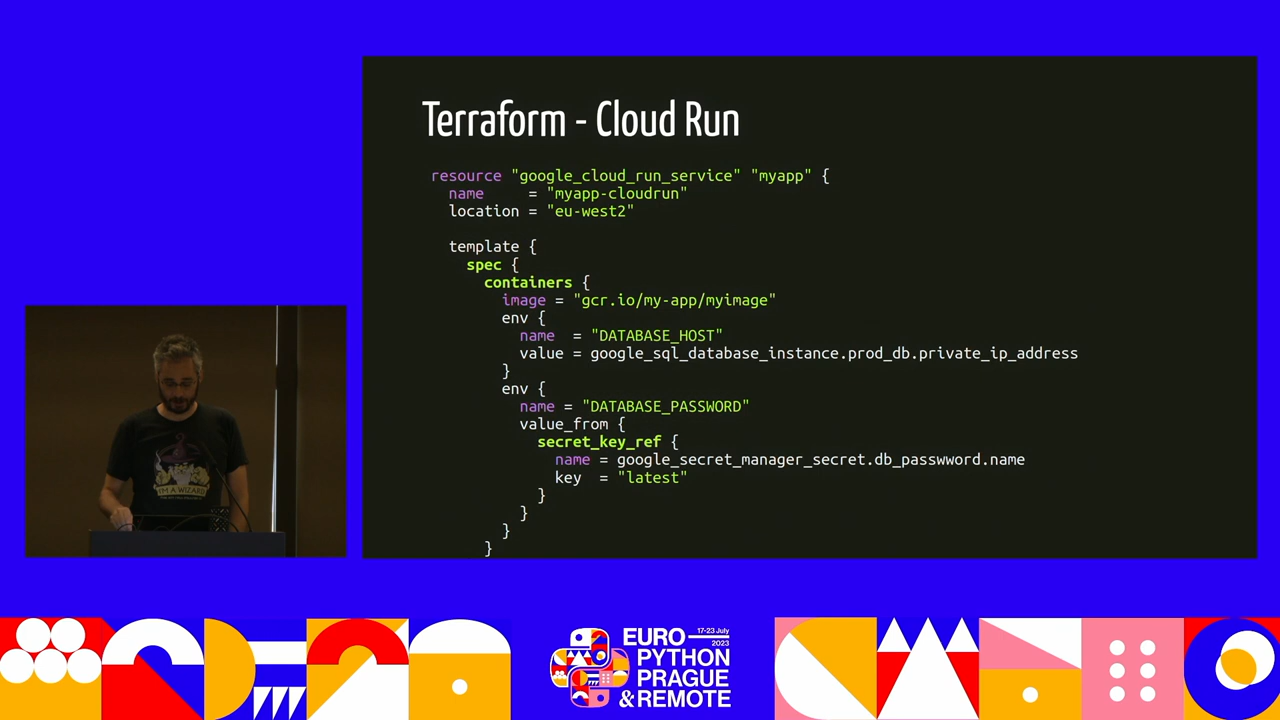 Terraform - Cloud Run
resource "google_cloud_run_service" "myapp" {
  name     = "myapp-cloudrun"
  location = "eu-west2"

  template {
    spec {
      containers {
        image = "gcr.io/my-app/myimage"
        env {
          name  = "DATABASE_HOST"
          value = google_sql_database_instance.prod_db.private_ip_address
        }
        env {
          name = "DATABASE_PASSWORD"
          value_from {
            secret_key_ref {
              name = google_secret_manager_secret.db_passwword.name
              key  = "latest"
            }
          }
        }
      }
I'M A WIZARD
EURO
17-23 July
2023
PYTHON
PRAGUE
& REMOTE